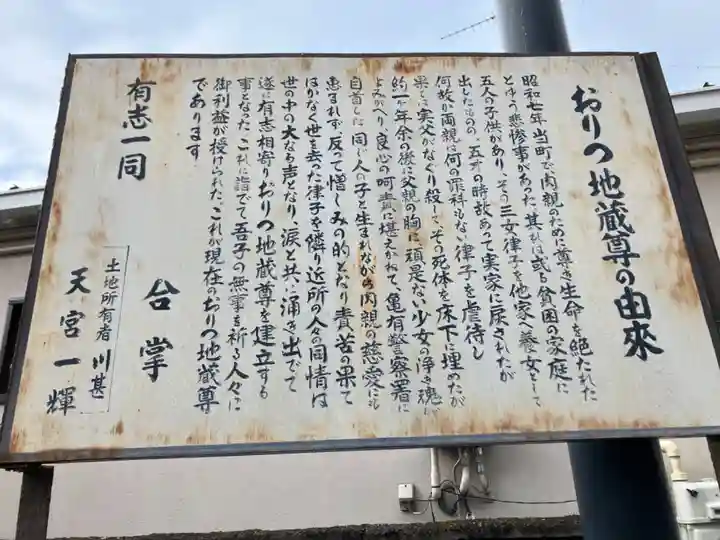 おりつ地蔵尊の由來
昭和七年当町で肉親のために尊き生命を絶たれた
とゆう悲惨事があった 其れは或る貧困の家庭に
五人の子供があり、その三女律子を他家へ養女として
出したものの、五才の時故あって実家に戻されたが
何故か両親は何の罪科もない律子を虐待し
果ては実父がなぐり殺して、その死体を床下に埋めたが
約 年余の後に父親の胸に頑是ない少女の浄き魂が
よみがへり良心の呵責に堪えかねて亀有警察署に
自首した 同じ人の子と生まれながら肉親の慈愛にも
恵まれず反って憎しみの的となり責苦の果て
はかなく世を去った律子を憐り近所の人々の同情は
世の中の大なる声となり、涙と共に涌き出でて
遂に有志相寄りおりつ地蔵尊を建立する
事となった これに詣でて吾子の無事を祈る人々に
御利益が授けられた これが現在のおりつ地蔵尊
であります
有志一同 合掌
土地所有者 川甚
天宮一輝